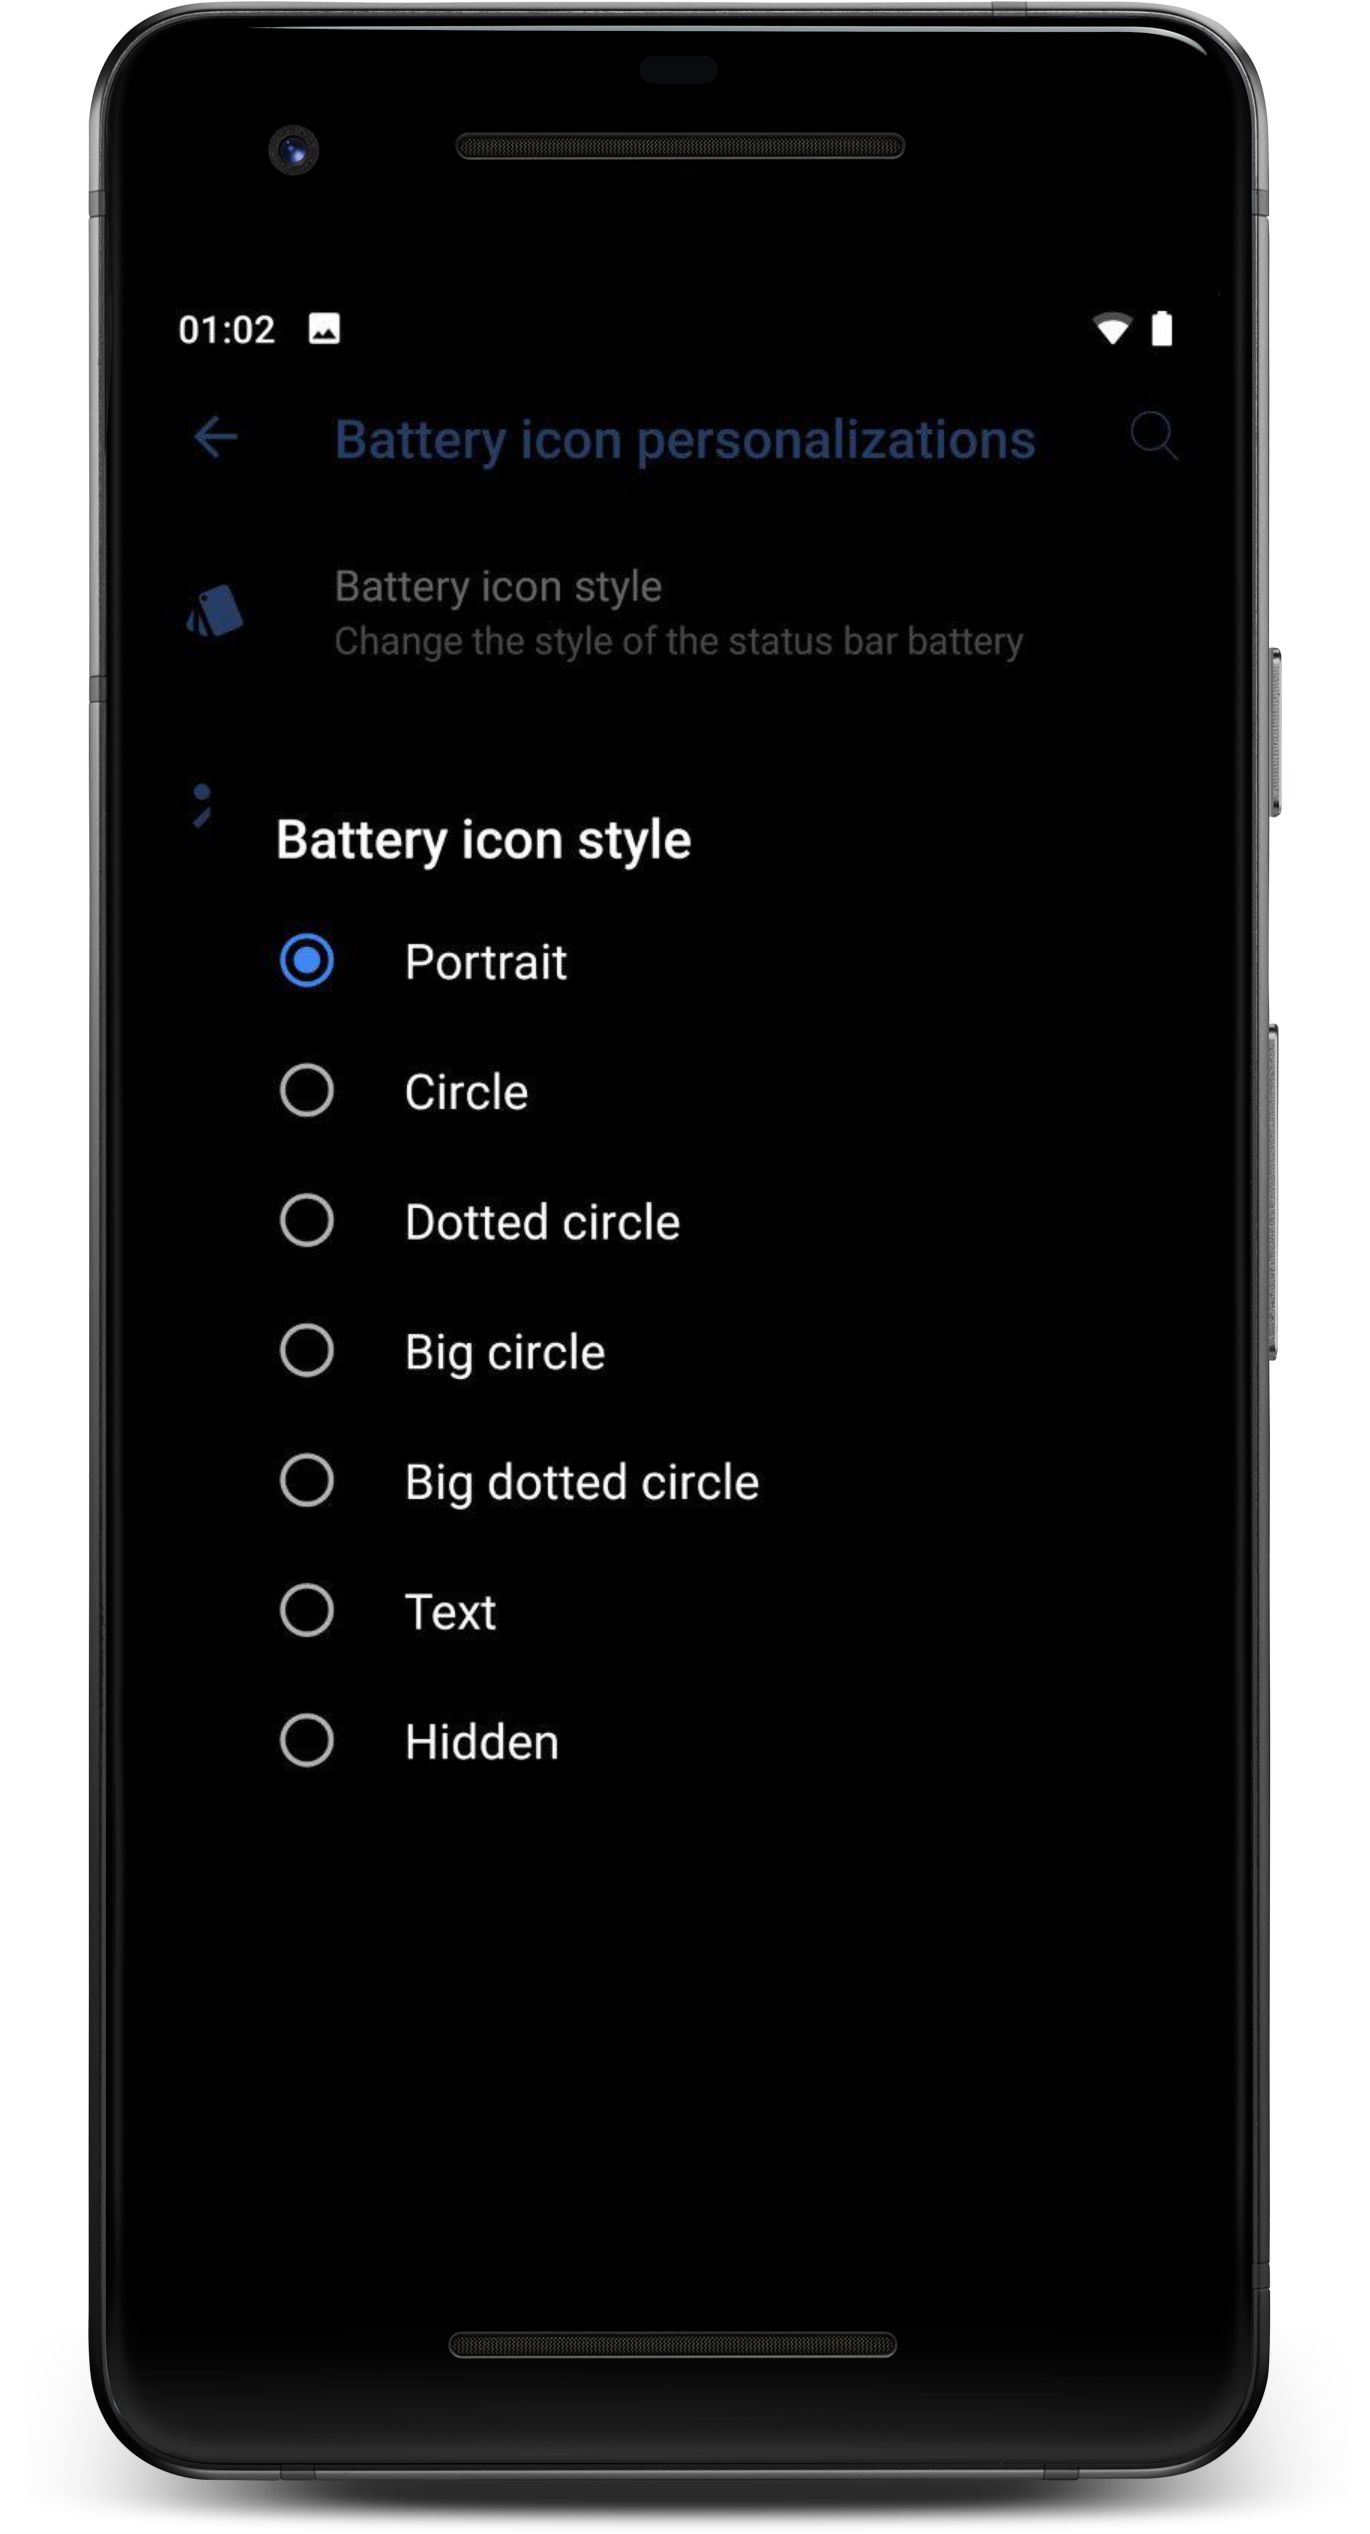 01:02
Battery icon personalizations
Battery icon style
Change the style of the status bar battery
Battery icon style
Portrait
Circle
Dotted circle
Big circle
Big dotted circle
Text
Hidden